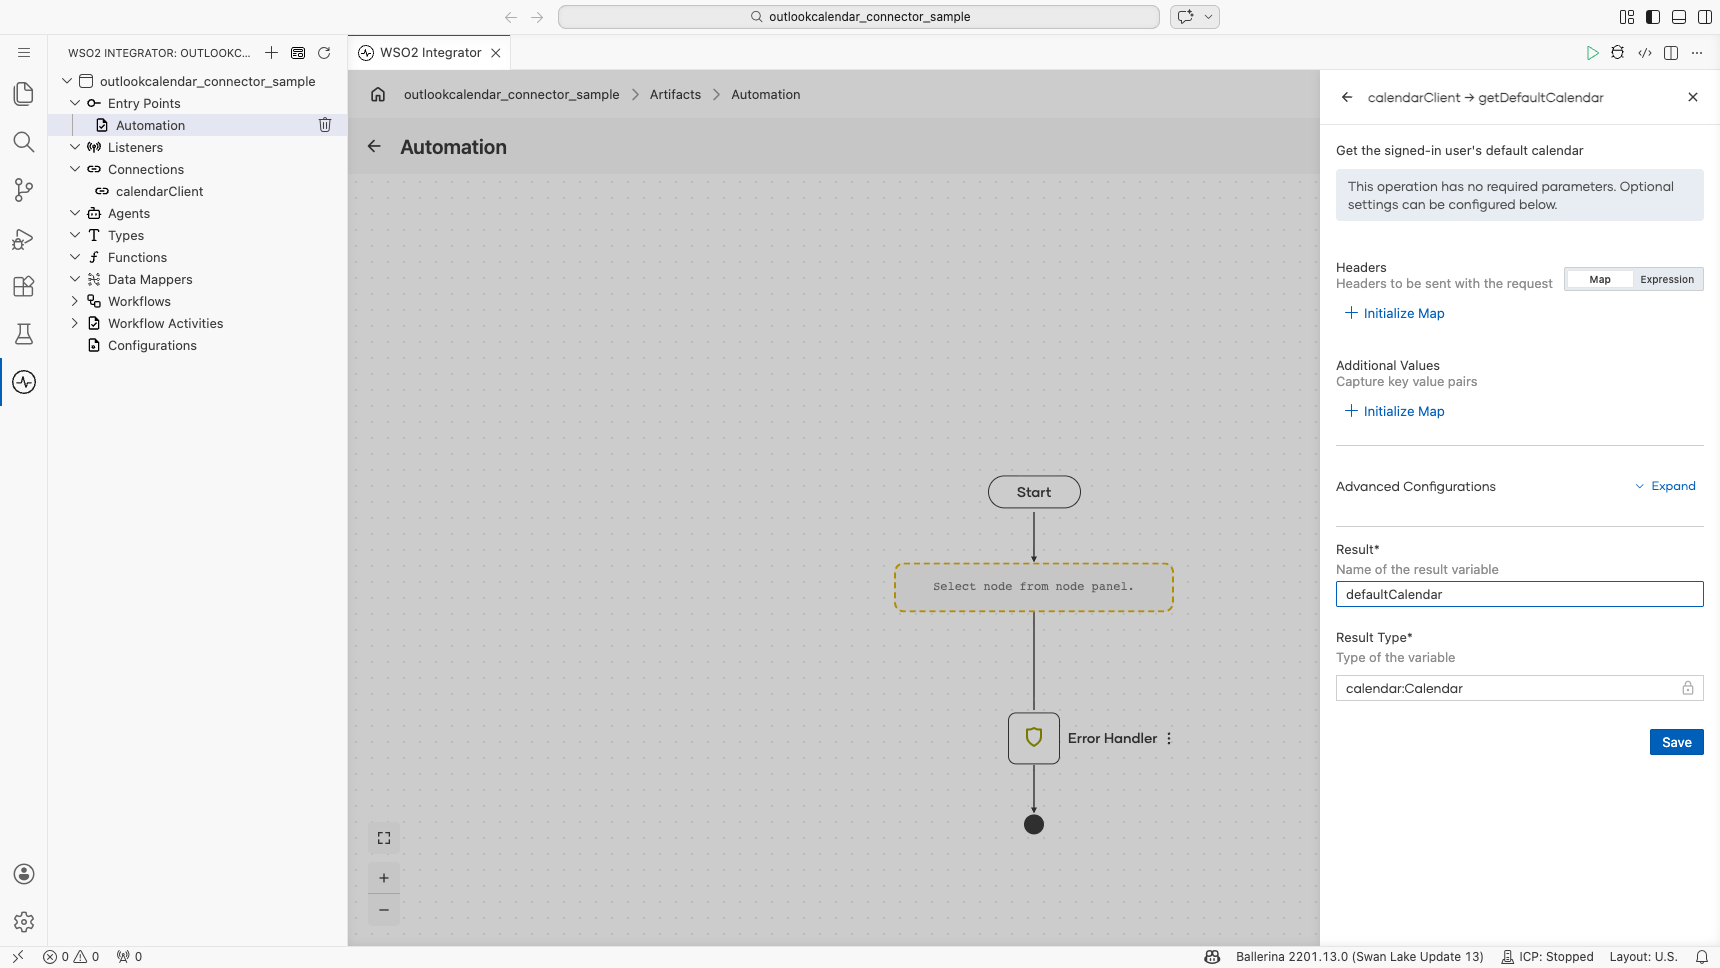 outlookcalendar_connector_sample
WSO2 INTEGRATOR: OUTLOOKC...
outlookcalendar_connector_sample
Entry Points
Automation
Listeners
Connections
calendarClient
Agents
Types
Functions
Data Mappers
Workflows
Workflow Activities
Configurations
WSO2 Integrator
outlookcalendar_connector_sample
Artifacts
Automation
Automation
Start
Select node from node panel.
Error Handler
calendarClient → getDefaultCalendar
Get the signed-in user's default calendar
This operation has no required parameters. Optional
settings can be configured below.
Headers
Headers to be sent with the request
Map
Expression
Initialize Map
Additional Values
Capture key value pairs
Initialize Map
Advanced Configurations
Expand
Result*
Name of the result variable
defaultCalendar
Result Type*
Type of the variable
calendar:Calendar
Save
0
0
0
Ballerina 2201.13.0 (Swan Lake Update 13)
ICP: Stopped
Layout: U.S.